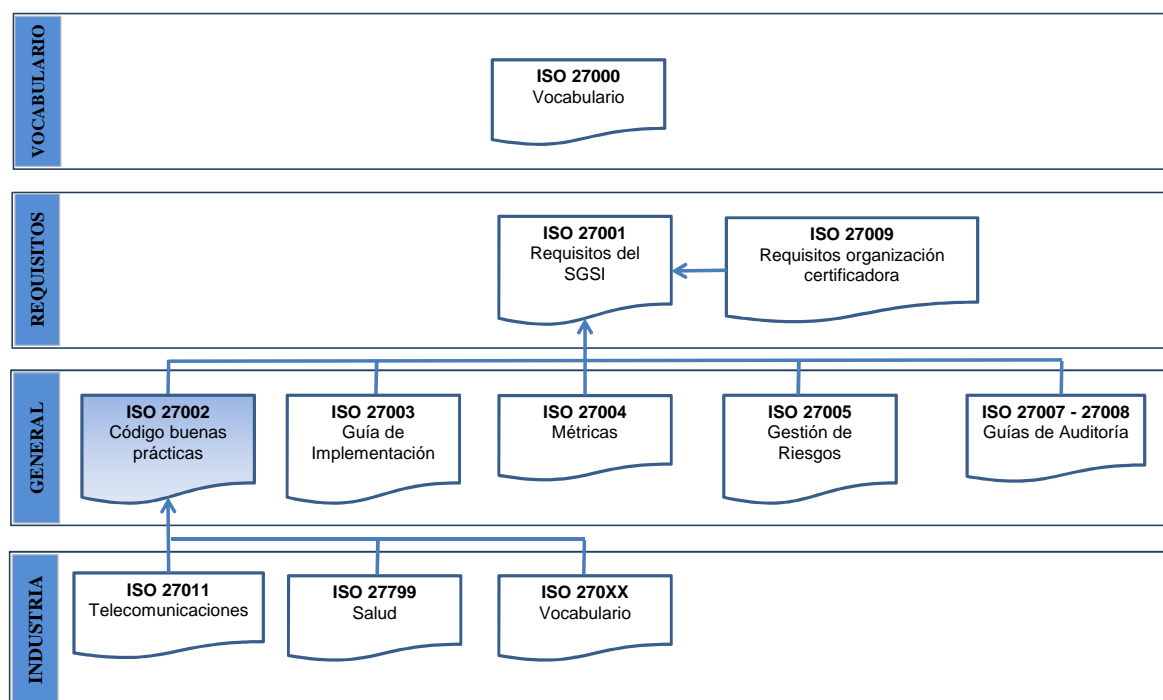 VOCABULARIO
ISO 27000
Vocabulario
REQUISITOS
ISO 27001
Requisitos del
SGSI
ISO 27009
Requisitos organización
certificadora
GENERAL
ISO 27002
Código buenas
prácticas
ISO 27003
Guía de
Implementación
ISO 27004
Métricas
ISO 27005
Gestión de
Riesgos
ISO 27007 - 27008
Guías de Auditoría
INDUSTRIA
ISO 27011
Telecomunicaciones
ISO 27799
Salud
ISO 270XX
Vocabulario